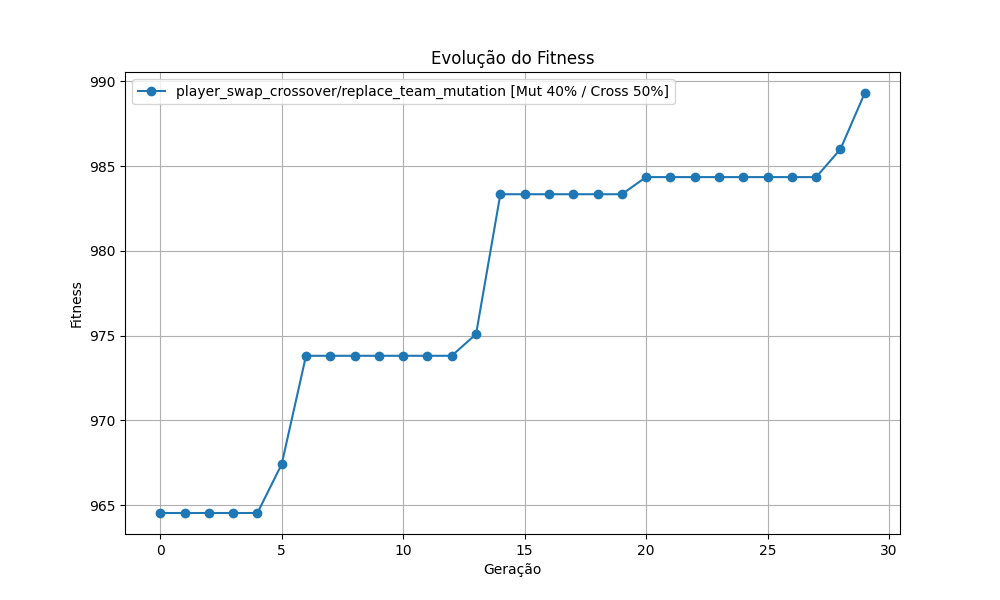 Evolução do Fitness
player_swap_crossover/replace_team_mutation [Mut 40% / Cross 50%]
Fitness
990
985
980
975
970
965
0 5 10 15 20 25 30
Geração